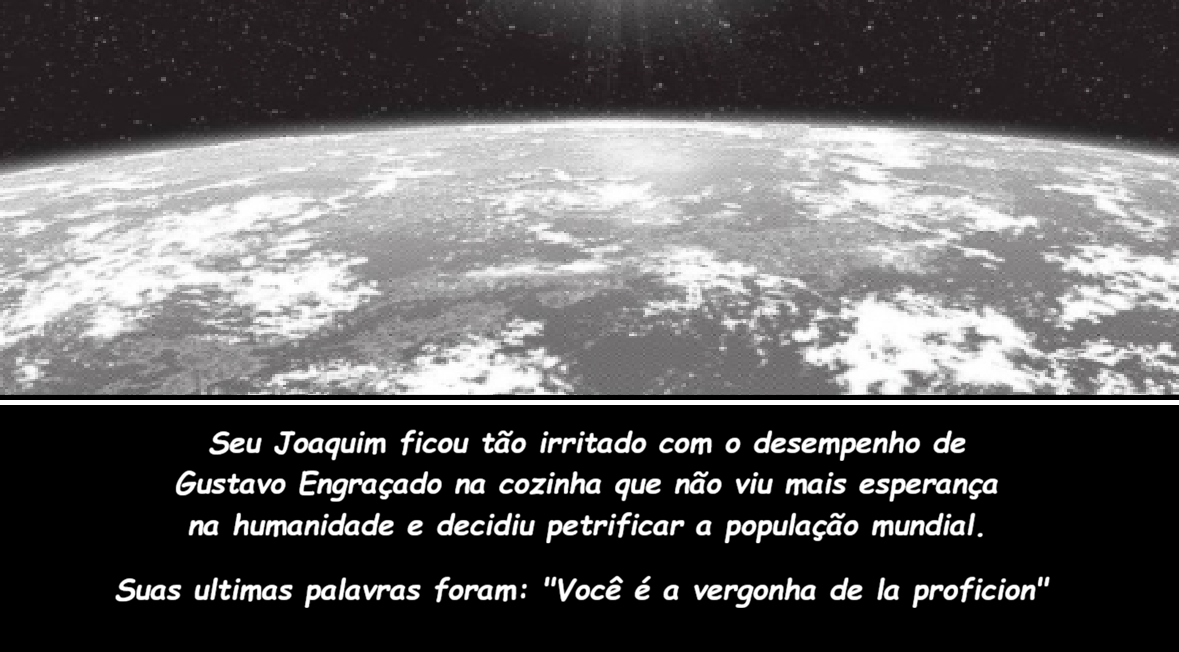 Seu Joaquim ficou tão irritado com o desempenho de
Gustavo Engraçado na cozinha que não viu mais esperança
na humanidade e decidiu petrificar a população mundial.
Suas ultimas palavras foram: "Você é a vergonha de la proficion"